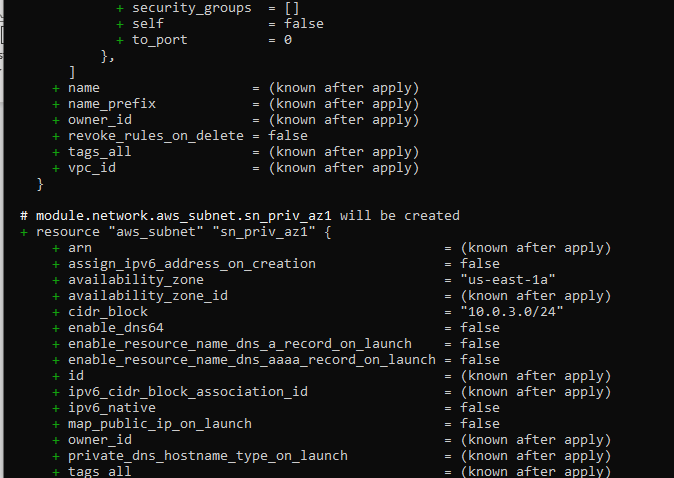 + security_groups  = []
+ self             = false
+ to_port          = 0
},
]
+ name                   = (known after apply)
+ name_prefix            = (known after apply)
+ owner_id               = (known after apply)
+ revoke_rules_on_delete = false
+ tags_all               = (known after apply)
+ vpc_id                 = (known after apply)
}
# module.network.aws_subnet.sn_priv_az1 will be created
+ resource "aws_subnet" "sn_priv_az1" {
+ arn                                            = (known after apply)
+ assign_ipv6_address_on_creation                = false
+ availability_zone                              = "us-east-1a"
+ availability_zone_id                           = (known after apply)
+ cidr_block                                     = "10.0.3.0/24"
+ enable_dns64                                   = false
+ enable_resource_name_dns_a_record_on_launch    = false
+ enable_resource_name_dns_aaaa_record_on_launch = false
+ id                                             = (known after apply)
+ ipv6_cidr_block_association_id                 = (known after apply)
+ ipv6_native                                    = false
+ map_public_ip_on_launch                        = false
+ owner_id                                       = (known after apply)
+ private_dns_hostname_type_on_launch            = (known after apply)
+ tags_all                                       = (known after apply)